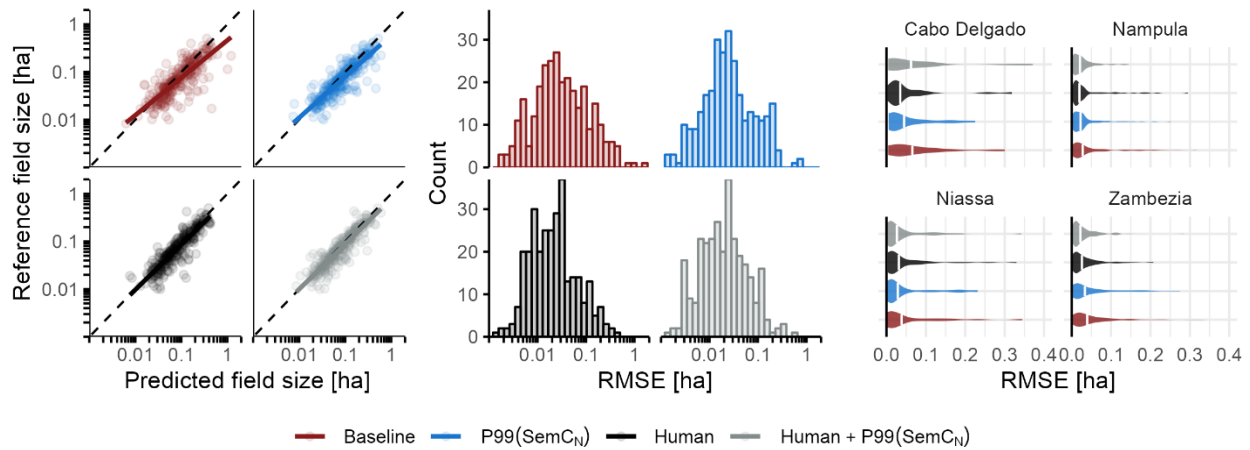 Reference field size [ha]
1
0.1
0.01
1
0.1
0.01
0.01 0.1 1 0.01 0.1 1
Predicted field size [ha]
Count
30
20
10
0
30
20
10
0
0.01 0.1 1 0.01 0.1 1
RMSE [ha]
Cabo Delgado Nampula
Niassa Zambezia
0.0 0.1 0.2 0.3 0.4 0.0 0.1 0.2 0.3 0.4
RMSE [ha]
Baseline P99(SemC_N) Human Human + P99(SemC_N)